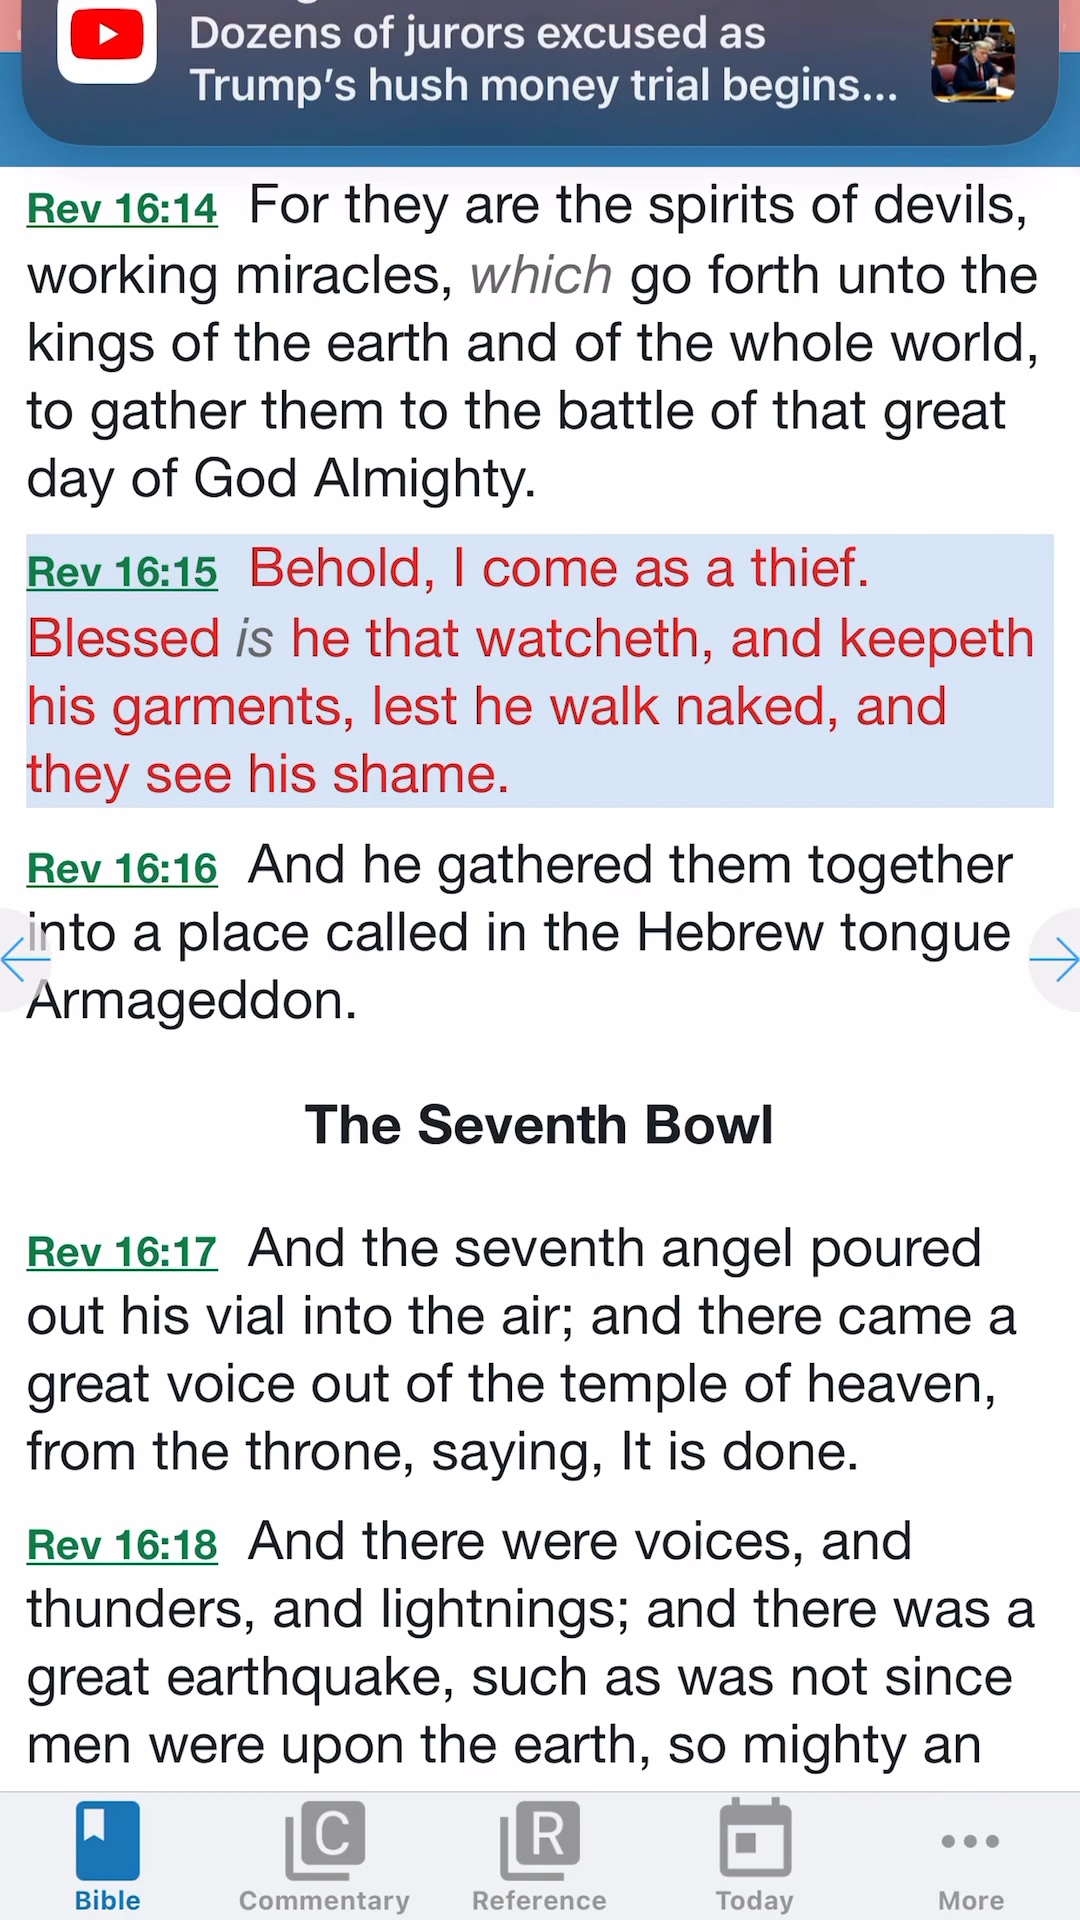 Dozens of jurors excused as
Trump’s hush money trial begins...
Rev 16:14 For they are the spirits of devils,
working miracles, which go forth unto the
kings of the earth and of the whole world,
to gather them to the battle of that great
day of God Almighty.
Rev 16:15 Behold, I come as a thief.
Blessed is he that watcheth, and keepeth
his garments, lest he walk naked, and
they see his shame.
Rev 16:16 And he gathered them together
into a place called in the Hebrew tongue
Armageddon.
The Seventh Bowl
Rev 16:17 And the seventh angel poured
out his vial into the air; and there came a
great voice out of the temple of heaven,
from the throne, saying, It is done.
Rev 16:18 And there were voices, and
thunders, and lightnings; and there was a
great earthquake, such as was not since
men were upon the earth, so mighty an
C R
Bible Commentary Reference Today More